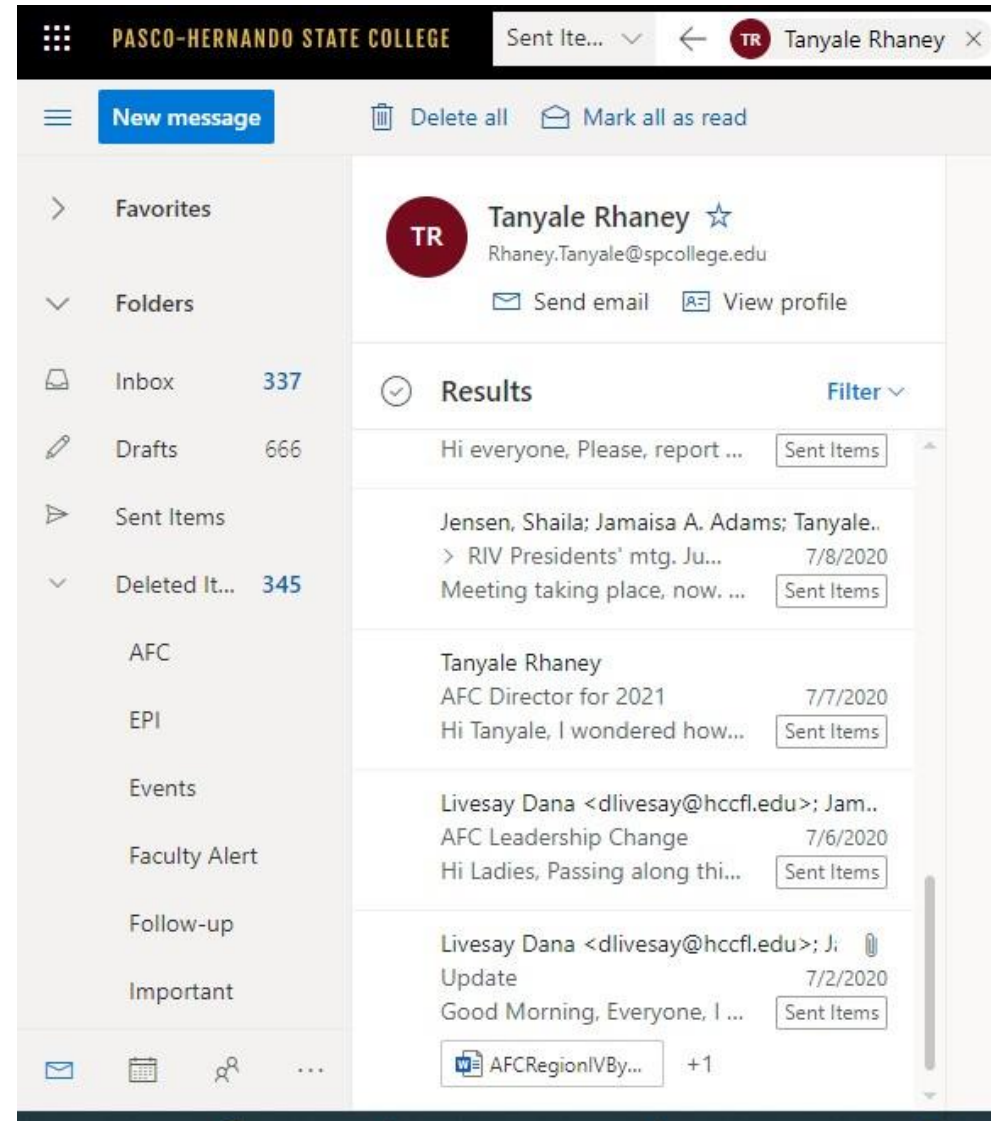 PASCO-HERNANDO STATE COLLEGE
Sent Ite...
TR
Tanyale Rhaney
New message
Delete all
Mark all as read
Favorites
Folders
Inbox 337
Drafts 666
Sent Items
Deleted It... 345
AFC
EPI
Events
Faculty Alert
Follow-up
Important
TR
Tanyale Rhaney
Rhaney.Tanyale@spcollege.edu
Send email
View profile
Results
Filter
Hi everyone, Please, report ... Sent Items
Jensen, Shaila; Jamaisa A. Adams; Tanyale..
> RIV Presidents' mtg. Ju... 7/8/2020
Meeting taking place, now. ... Sent Items
Tanyale Rhaney
AFC Director for 2021 7/7/2020
Hi Tanyale, I wondered how... Sent Items
Livesay Dana <dlivesay@hccfl.edu>; Jam..
AFC Leadership Change 7/6/2020
Hi Ladies, Passing along thi... Sent Items
Livesay Dana <dlivesay@hccfl.edu>;
Update 7/2/2020
Good Morning, Everyone, I ... Sent Items
AFCRegionIVBy... +1